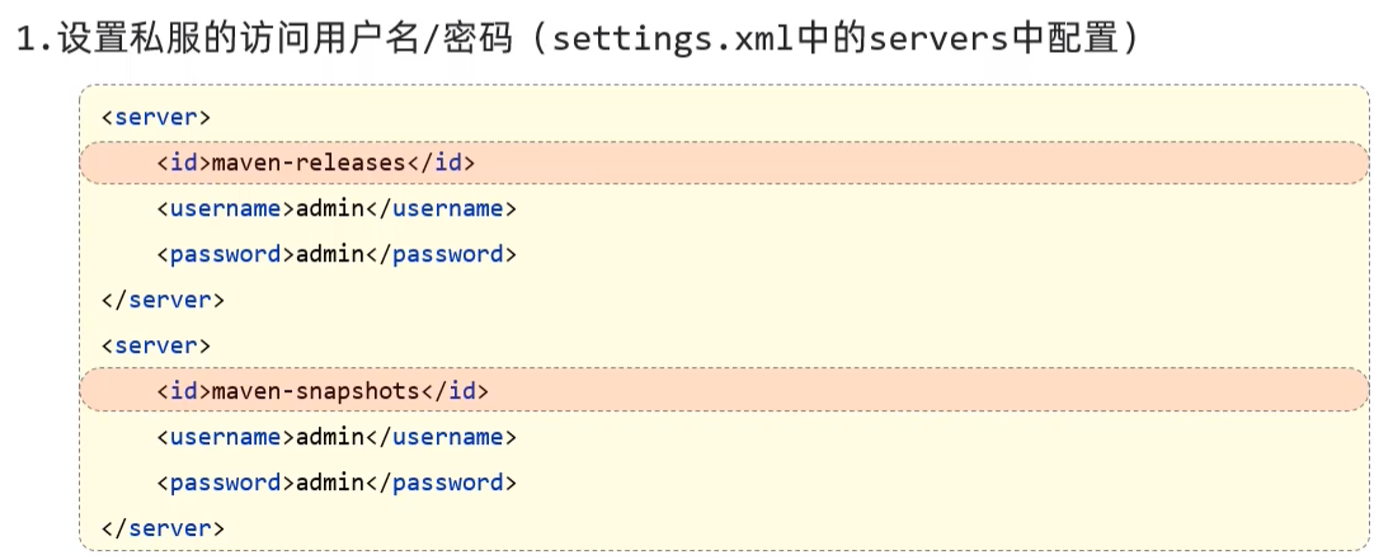 1.设置私服的访问用户名/密码（settings.xml中的servers中配置）
<server>
    <id>maven-releases</id>
    <username>admin</username>
    <password>admin</password>
</server>
<server>
    <id>maven-snapshots</id>
    <username>admin</username>
    <password>admin</password>
</server>